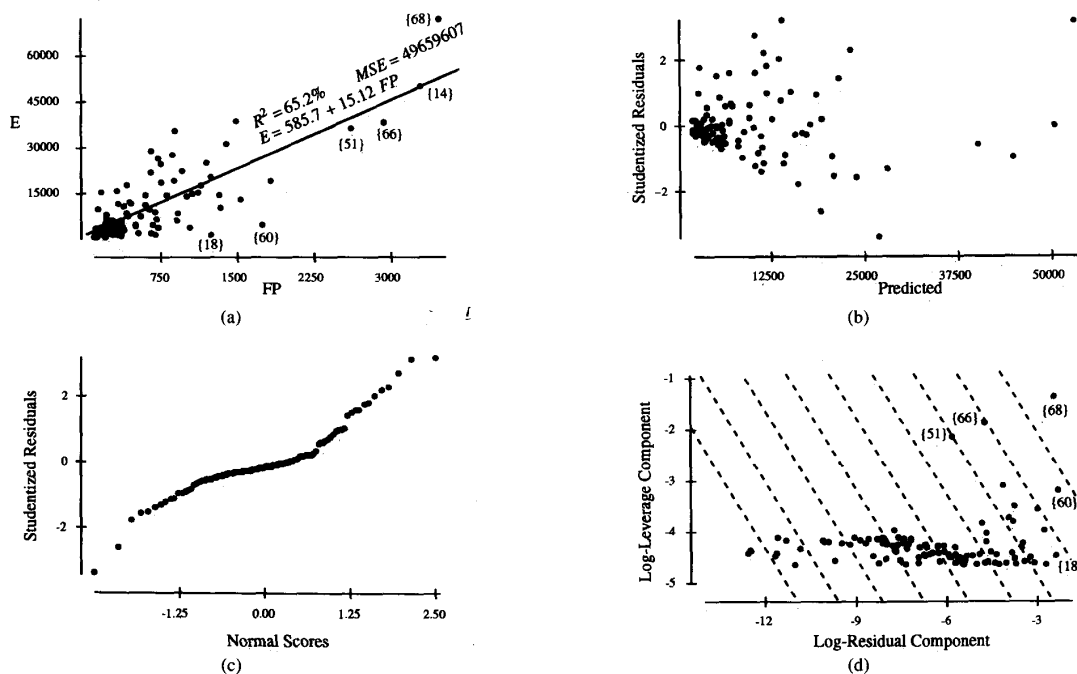 {68}
60000
45000
E
30000
15000
R² = 65.2%
MSE = 49659607
E = 585.7 + 15.12 FP
{14}
{51}
{66}
{18}
{60}
750
1500
2250
3000
FP
(a)
Studentized Residuals
2
0
-2
12500
25000
37500
50000
Predicted
(b)
Studentized Residuals
2
0
-2
-1.25
0.00
1.25
2.50
Normal Scores
(c)
Log-Leverage Component
-1
-2
-3
-4
-5
{51}
{66}
{68}
{60}
{18
-12
-9
-6
-3
Log-Residual Component
(d)